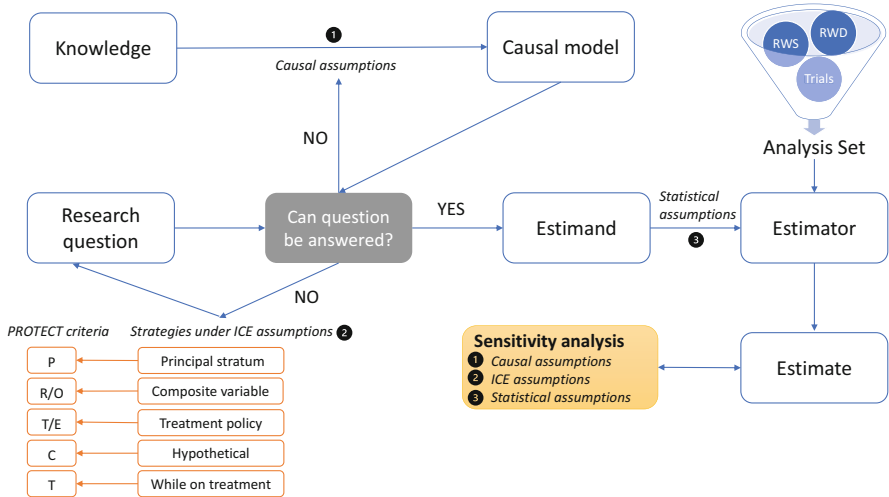 Knowledge
1
Causal assumptions
Causal model
RWS
RWD
Trials
Analysis Set
NO
Research
question
Can question
be answered?
YES
Estimand
Statistical
assumptions
3
Estimator
NO
PROTECT criteria
Strategies under ICE assumptions 2
P
Principal stratum
R/O
Composite variable
T/E
Treatment policy
C
Hypothetical
T
While on treatment
Sensitivity analysis
1 Causal assumptions
2 ICE assumptions
3 Statistical assumptions
Estimate